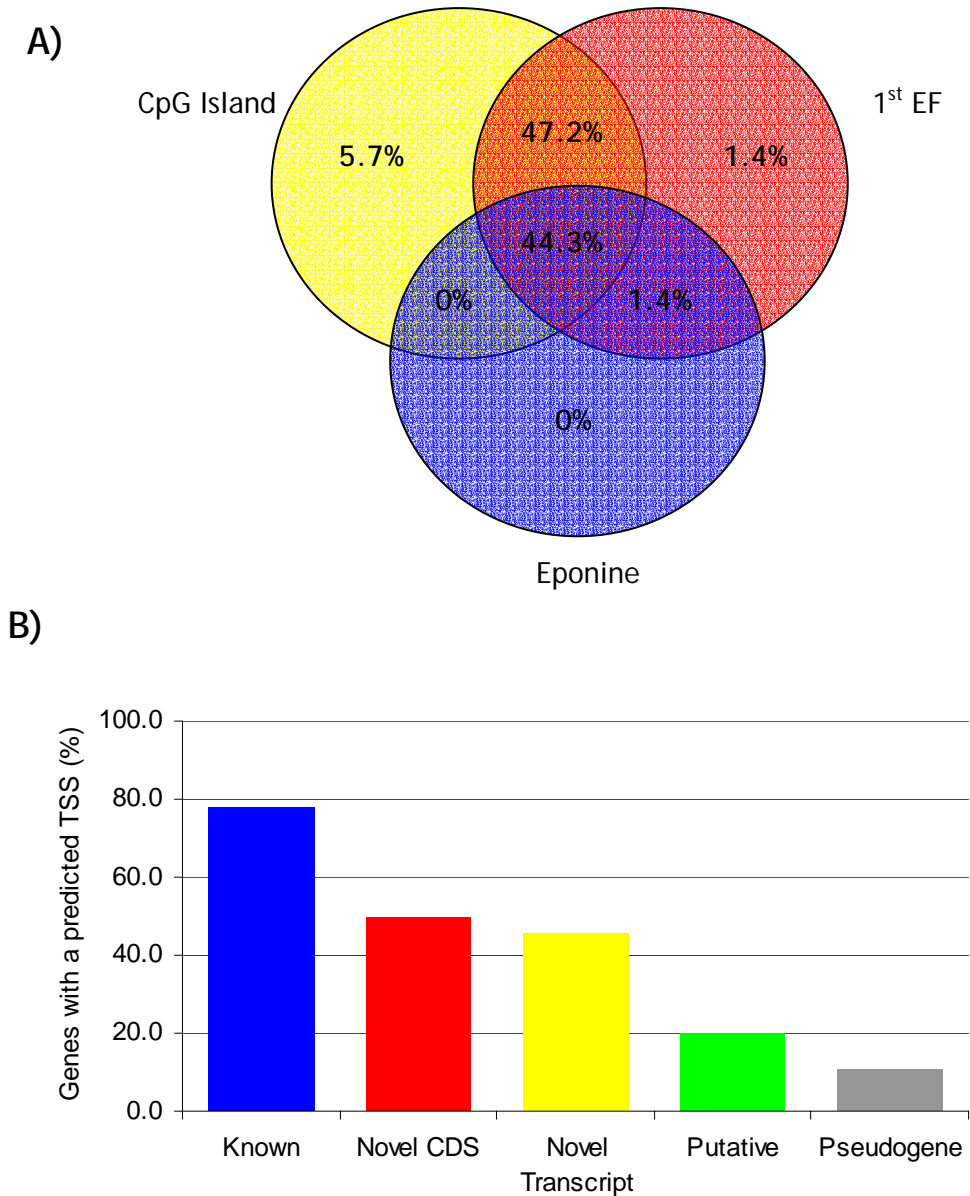 A)
CpG Island
1st EF
5.7%
47.2%
1.4%
44.3%
0%
1.4%
0%
Eponine
B)
Genes with a predicted TSS (%)
100.0
80.0
60.0
40.0
20.0
0.0
Known
Novel CDS
Novel
Transcript
Putative
Pseudogene